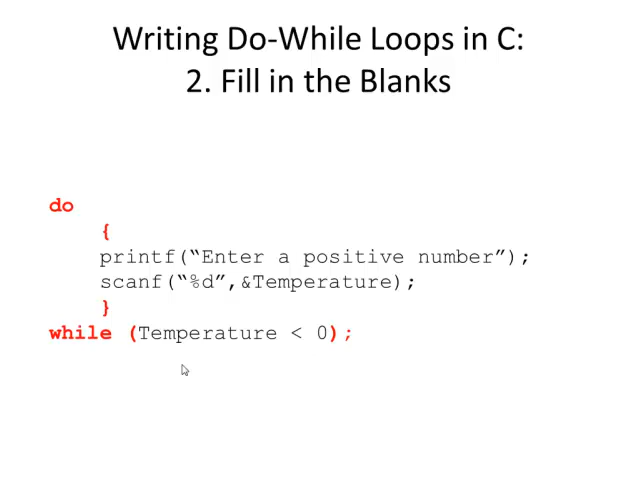 Writing Do-While Loops in C:
2. Fill in the Blanks
do
{
printf(“Enter a positive number”);
scanf(“%d”,&Temperature);
}
while (Temperature < 0);